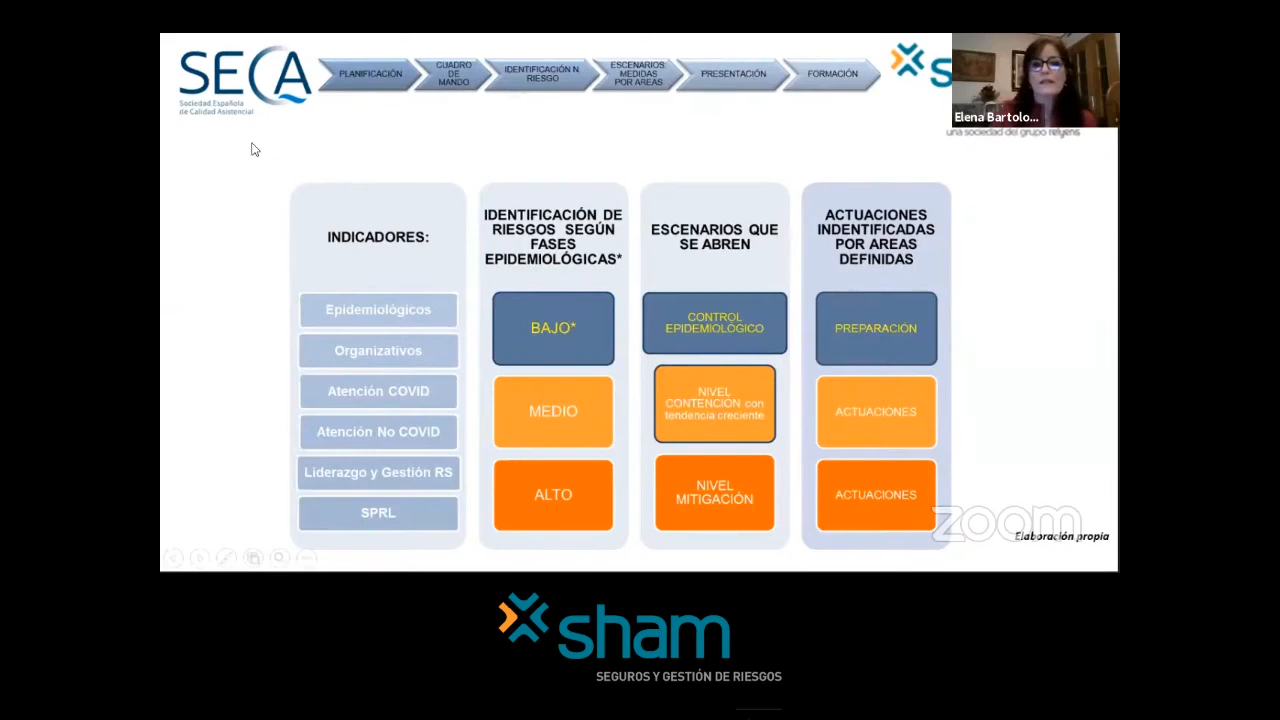 SECA
Sociedad Española
de Calidad Asistencial
PLANIFICACIÓN
CUADRO
DE
MANDO
IDENTIFICACIÓN N
RIESGO
ESCENARIOS:
MEDIDAS
POR AREAS
PRESENTACIÓN
FORMACIÓN
S
Elena Bartolo...
una sociedad del grupo relyens
INDICADORES:
Epidemiológicos
Organizativos
Atención COVID
Atención No COVID
Liderazgo y Gestión RS
SPRL
IDENTIFICACIÓN DE
RIESGOS SEGÚN
FASES
EPIDEMIOLÓGICAS*
BAJO*
MEDIO
ALTO
ESCENARIOS QUE
SE ABREN
CONTROL
EPIDEMIOLÓGICO
NIVEL
CONTENCIÓN con
tendencia creciente
NIVEL
MITIGACIÓN
ACTUACIONES
INDENTIFICADAS
POR AREAS
DEFINIDAS
PREPARACIÓN
ACTUACIONES
ACTUACIONES
zoom
Elaboración propia
sham
SEGUROS Y GESTIÓN DE RIESGOS